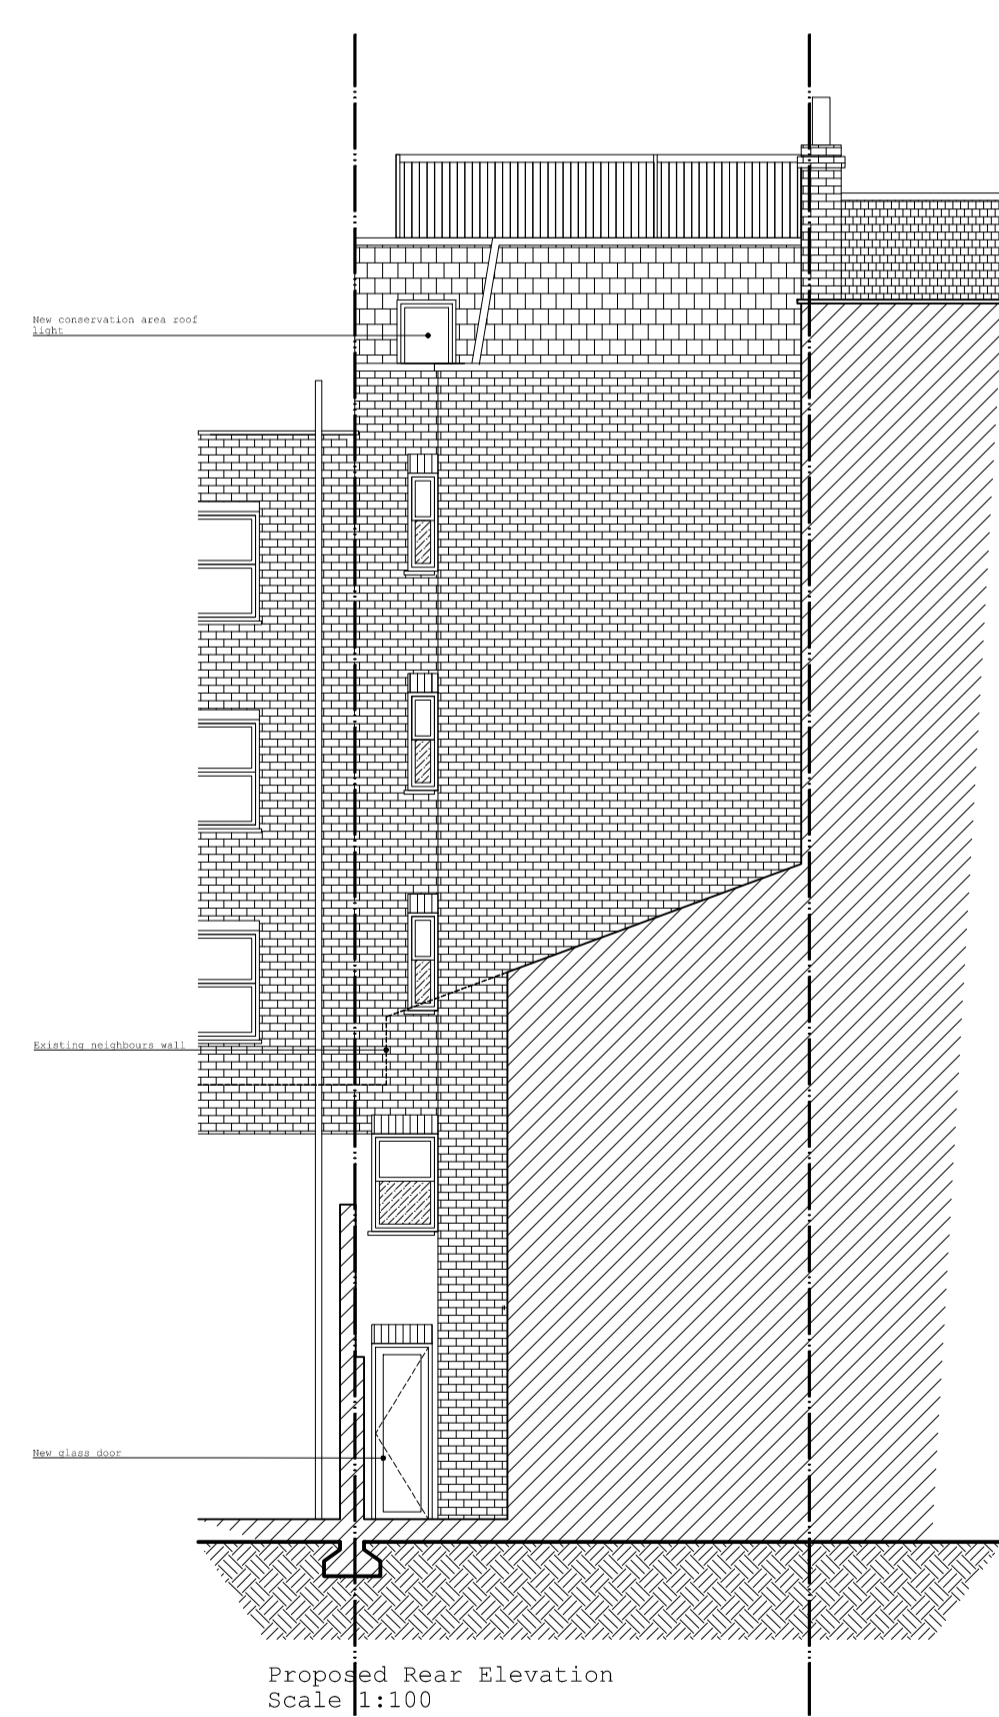 New conservation area roof
light
Existing neighbours wall
New glass door
Proposed Rear Elevation
Scale 1:100